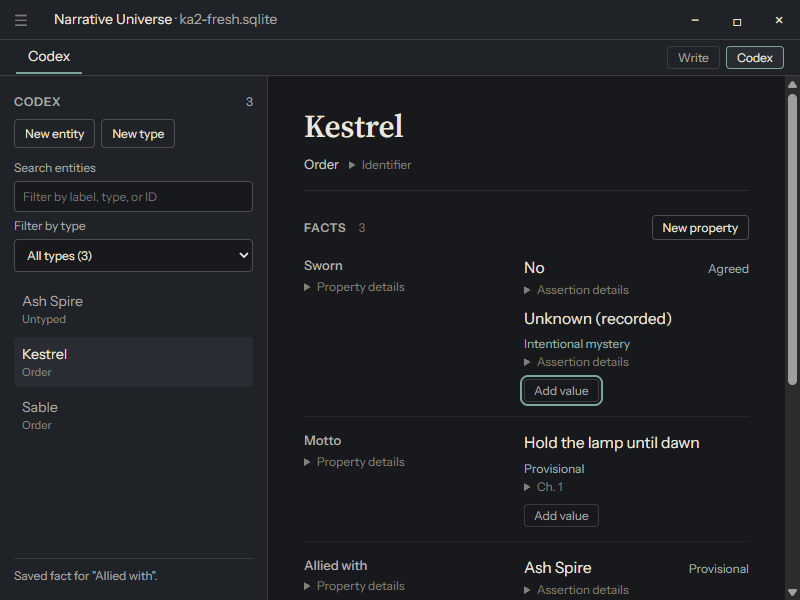 Narrative Universe · ka2-fresh.sqlite
Codex
Write
Codex
CODEX 3
New entity
New type
Search entities
Filter by label, type, or ID
Filter by type
All types (3)
Ash Spire
Untyped
Kestrel
Order
Sable
Order
Saved fact for "Allied with".
Kestrel
Order ▶ Identifier
FACTS 3
New property
Sworn
▶ Property details
No
Agreed
▶ Assertion details
Unknown (recorded)
Intentional mystery
▶ Assertion details
Add value
Motto
▶ Property details
Hold the lamp until dawn
Provisional
▶ Ch. 1
Add value
Allied with
▶ Property details
Ash Spire
Provisional
▶ Assertion details